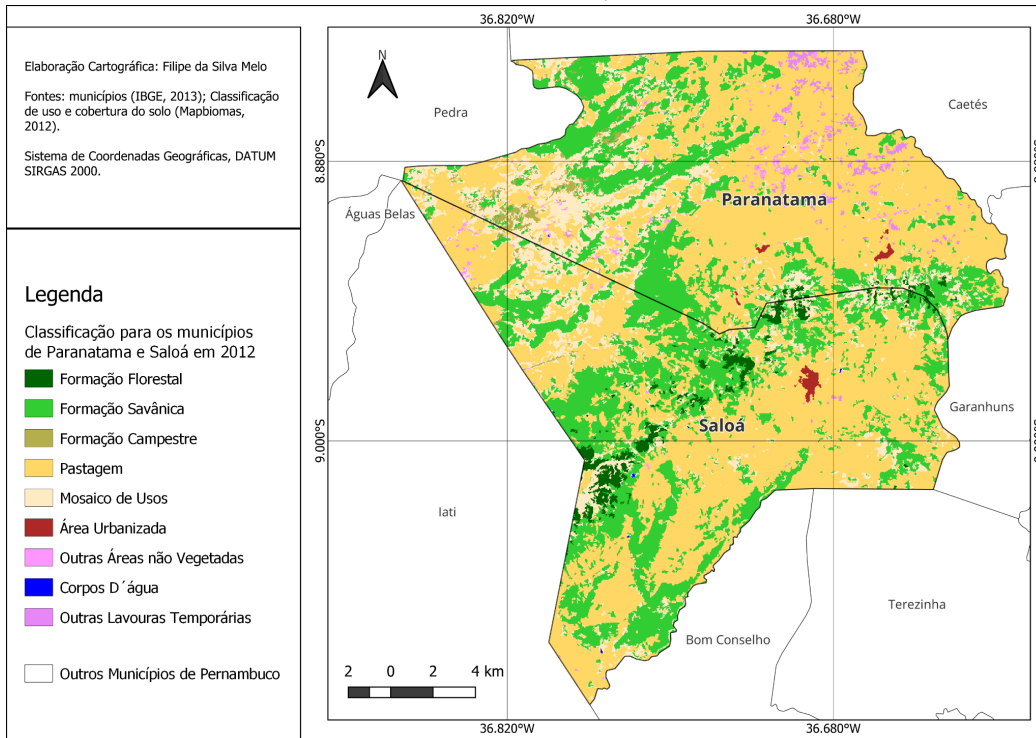 36.820°W
36.680°W
Elaboração Cartográfica: Filipe da Silva Melo
Fontes: municípios (IBGE, 2013); Classificação
de uso e cobertura do solo (Mapbiomas,
2012).
Sistema de Coordenadas Geográficas, DATUM
SIRGAS 2000.
N
Pedra
Caetés
8.880°S
Paranatama
Águas Belas
Legenda
Classificação para os municípios
de Paranatama e Saloá em 2012
Formação Florestal
Formação Savânica
Formação Campestre
Pastagem
Mosaico de Usos
Área Urbanizada
Outras Áreas não Vegetadas
Corpos D´água
Outras Lavouras Temporárias
Outros Municípios de Pernambuco
Garanhuns
Saloá
9.000°S
Iati
Terezinha
Bom Conselho
2 0 2 4 km
36.820°W
36.680°W